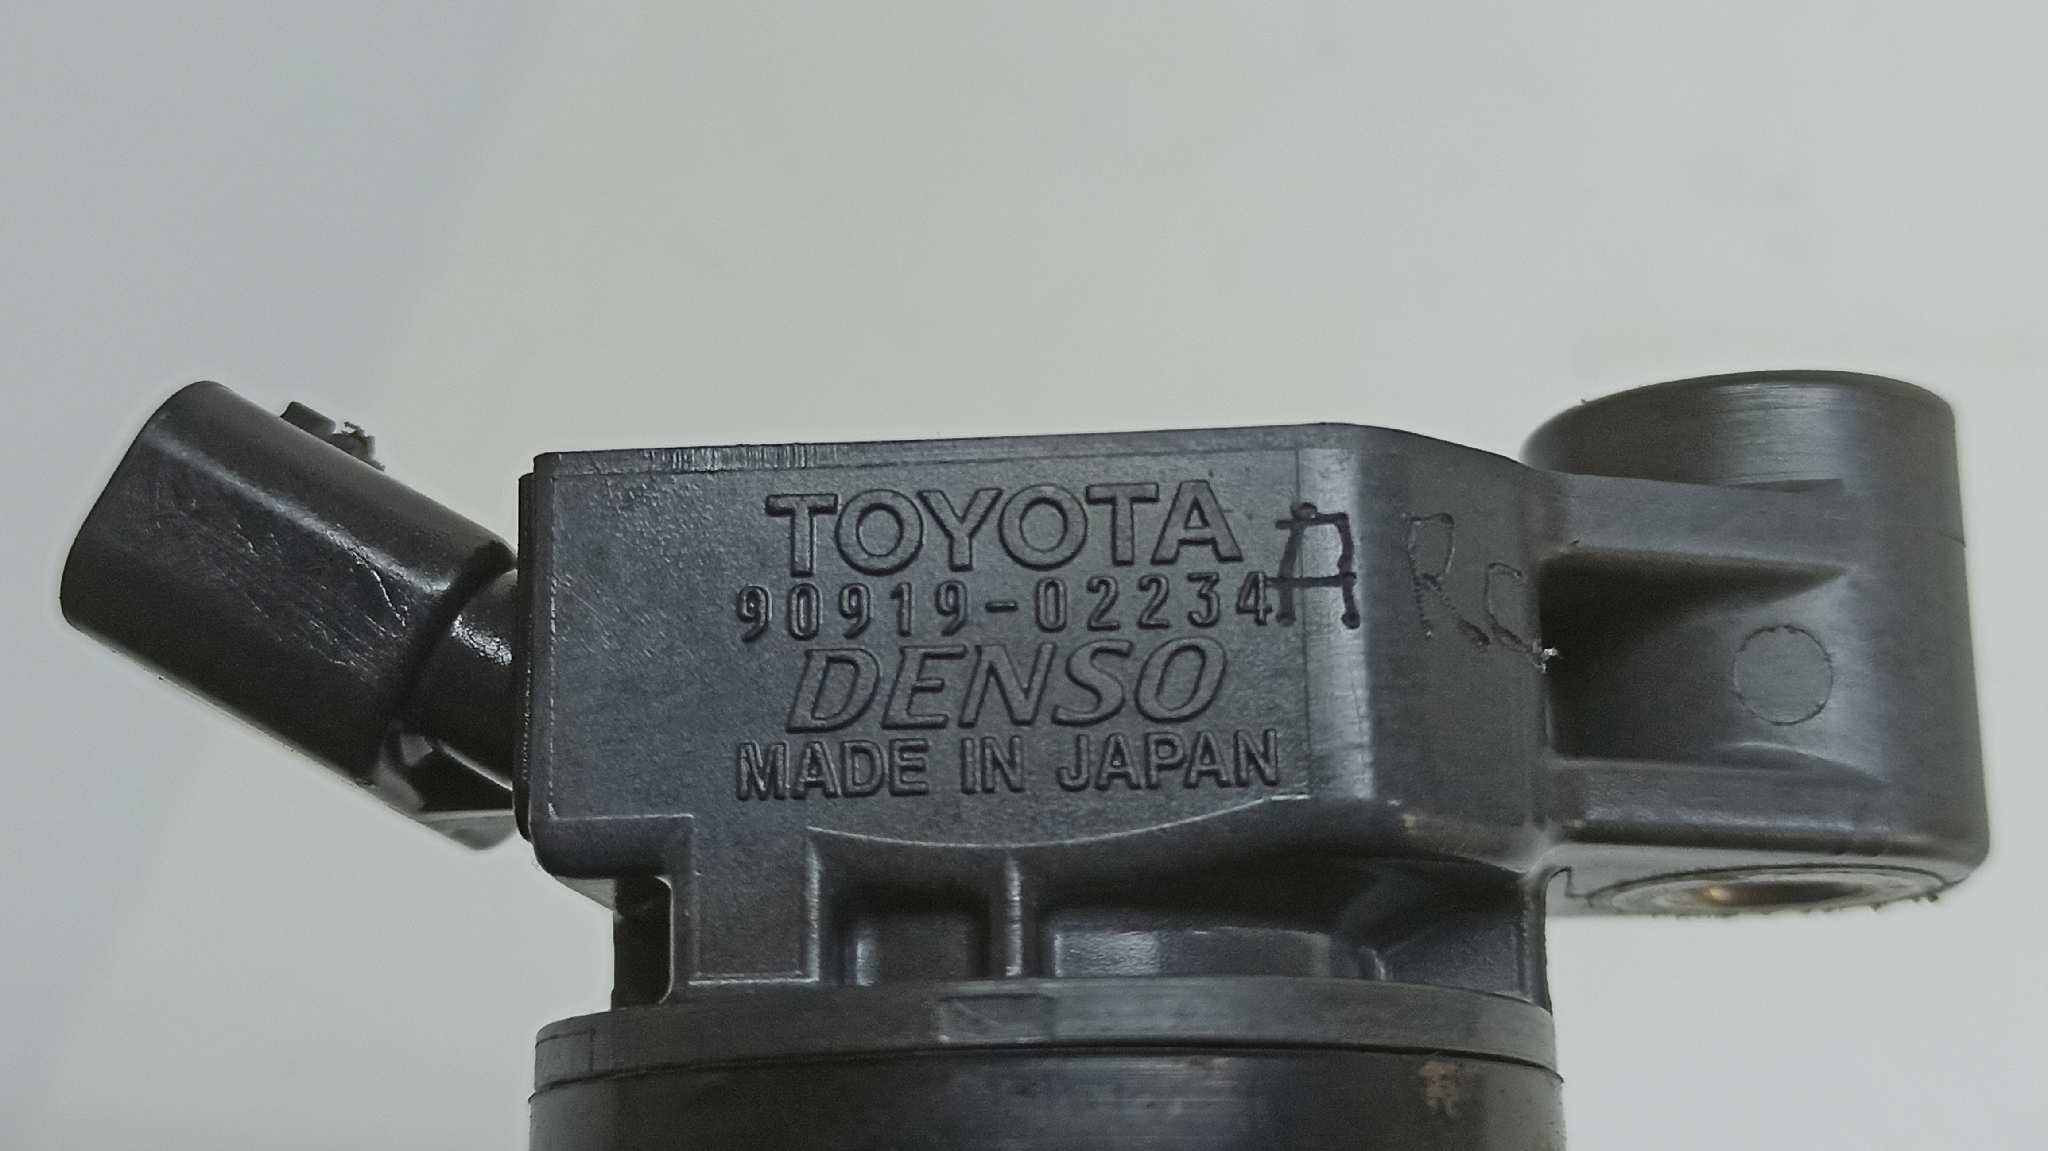 TOYOTA
90919-02234
DENSO
MADE IN JAPAN